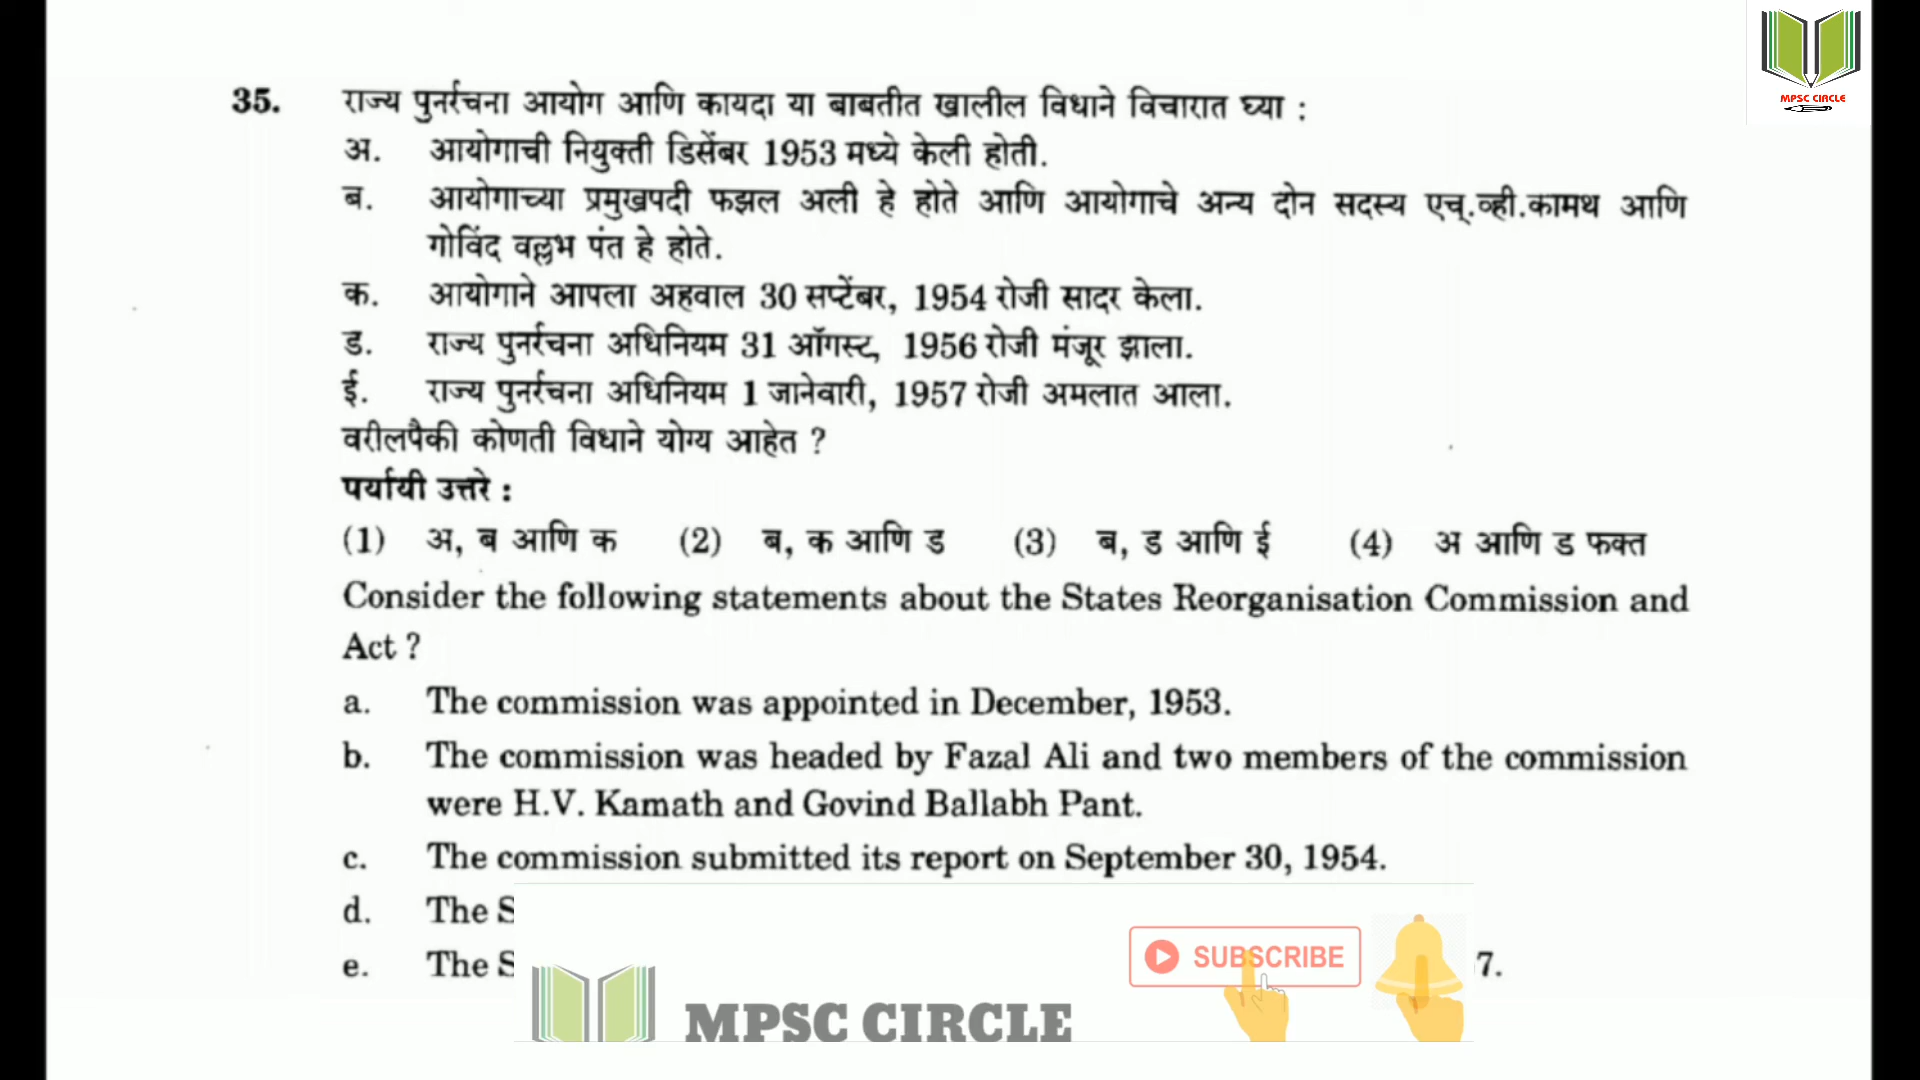 MPSC CIRCLE
35. राज्य पुनर्रचना आयोग आणि कायदा या बाबतीत खालील विधाने विचारात घ्या :
अ. आयोगाची नियुक्ती डिसेंबर 1953 मध्ये केली होती.
ब. आयोगाच्या प्रमुखपदी फझल अली हे होते आणि आयोगाचे अन्य दोन सदस्य एच्.व्ही.कामथ आणि
गोविंद वल्लभ पंत हे होते.
क. आयोगाने आपला अहवाल 30 सप्टेंबर, 1954 रोजी सादर केला.
ड. राज्य पुनर्रचना अधिनियम 31 ऑगस्ट, 1956 रोजी मंजूर झाला.
ई. राज्य पुनर्रचना अधिनियम 1 जानेवारी, 1957 रोजी अमलात आला.
वरीलपैकी कोणती विधाने योग्य आहेत ?
पर्यायी उत्तरे :
(1) अ, ब आणि क (2) ब, क आणि ड (3) ब, ड आणि ई (4) अ आणि ड फक्त
Consider the following statements about the States Reorganisation Commission and
Act ?
a. The commission was appointed in December, 1953.
b. The commission was headed by Fazal Ali and two members of the commission
were H.V. Kamath and Govind Ballabh Pant.
c. The commission submitted its report on September 30, 1954.
d. The S
e. The S 7.
SUBSCRIBE
MPSC CIRCLE